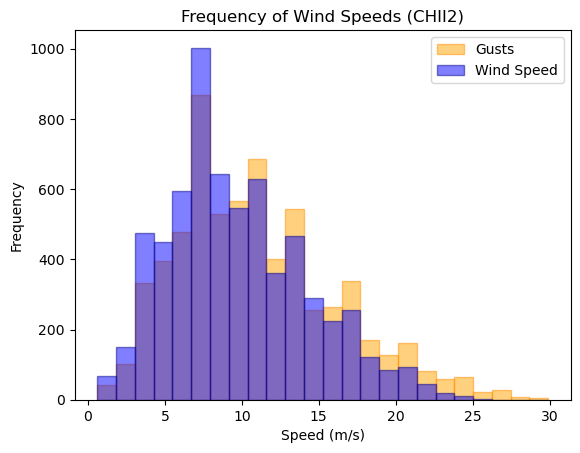 Frequency of Wind Speeds (CHII2)
Gusts
Wind Speed
1000
800
600
400
200
0
Frequency
0 5 10 15 20 25 30
Speed (m/s)